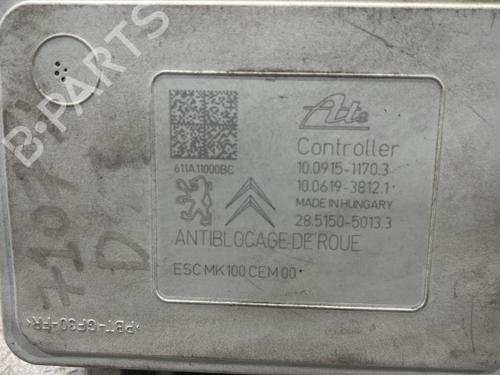 B-PARTS
Ate
Controller
611A11000BC
10.0915-1170.3
10.0619-3812.1
MADE IN HUNGARY
28.5150-5013.3
ANTIBLOCAGE-DE ROUE
ESC MK100 CEM 00
>PBT-GF30-FR<